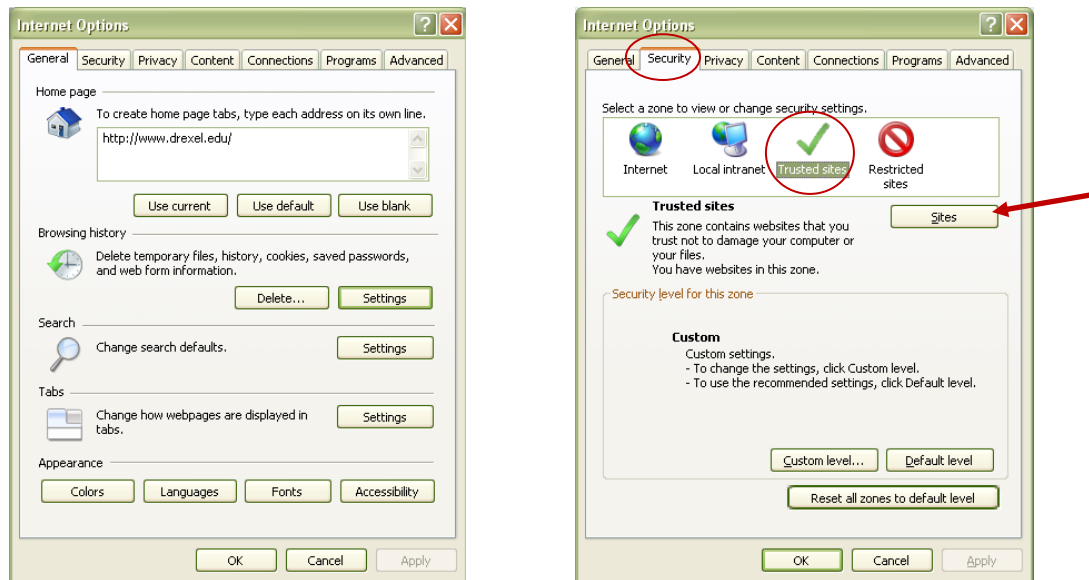 Internet Options
General Security Privacy Content Connections Programs Advanced
Home page
To create home page tabs, type each address on its own line.
http://www.drexel.edu/
Use current Use default Use blank
Browsing history
Delete temporary files, history, cookies, saved passwords,
and web form information.
Delete... Settings
Search
Change search defaults.
Settings
Tabs
Change how webpages are displayed in
tabs.
Settings
Appearance
Colors Languages Fonts Accessibility
OK Cancel Apply
Internet Options
General Security Privacy Content Connections Programs Advanced
Select a zone to view or change security settings.
Internet Local intranet Trusted sites Restricted
sites
Trusted sites
Sites
This zone contains websites that you
trust not to damage your computer or
your files.
You have websites in this zone.
Security level for this zone
Custom
Custom settings.
- To change the settings, click Custom level.
- To use the recommended settings, click Default level.
Custom level... Default level
Reset all zones to default level
OK Cancel Apply